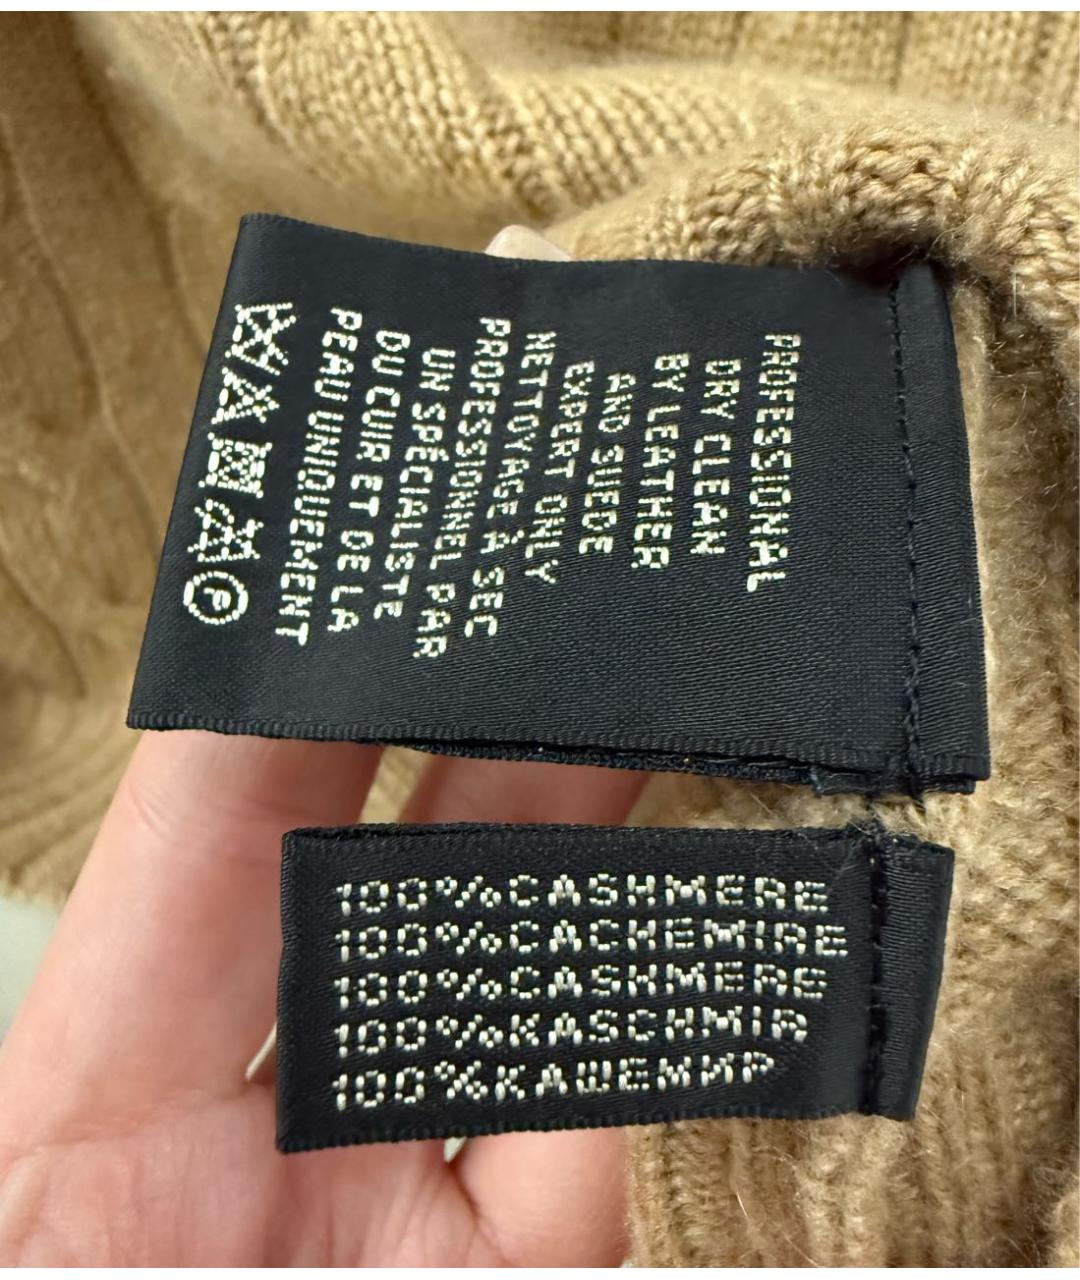 PROFESSIONAL
DRY CLEAN
BY LEATHER
AND SUEDE
EXPERT ONLY
NETTOYAGE À SEC
PROFESSIONNEL PAR
UN SPÉCIALISTE
DU CUIR ET DE LA
PEAU UNIQUEMENT
P
100%CASHMERE
100%CACHEMIRE
100%CASHMERE
100%KASCHMIR
100%КАШЕМИР